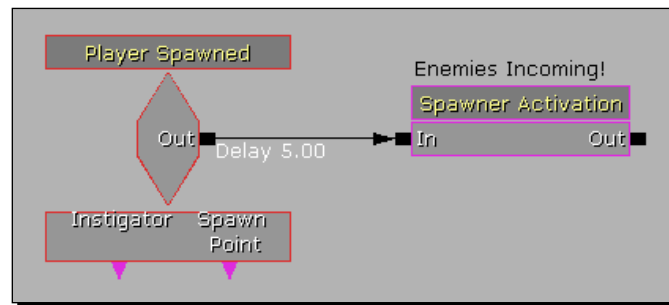 Player Spawned
Out
Delay 5.00
Instigator Spawn
Point
Enemies Incoming!
Spawner Activation
In Out